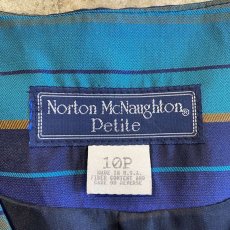 Norton McNaughton®
Petite
10P
MADE IN U.S.A.
FIBER CONTENT AND
CARE ON REVERSE